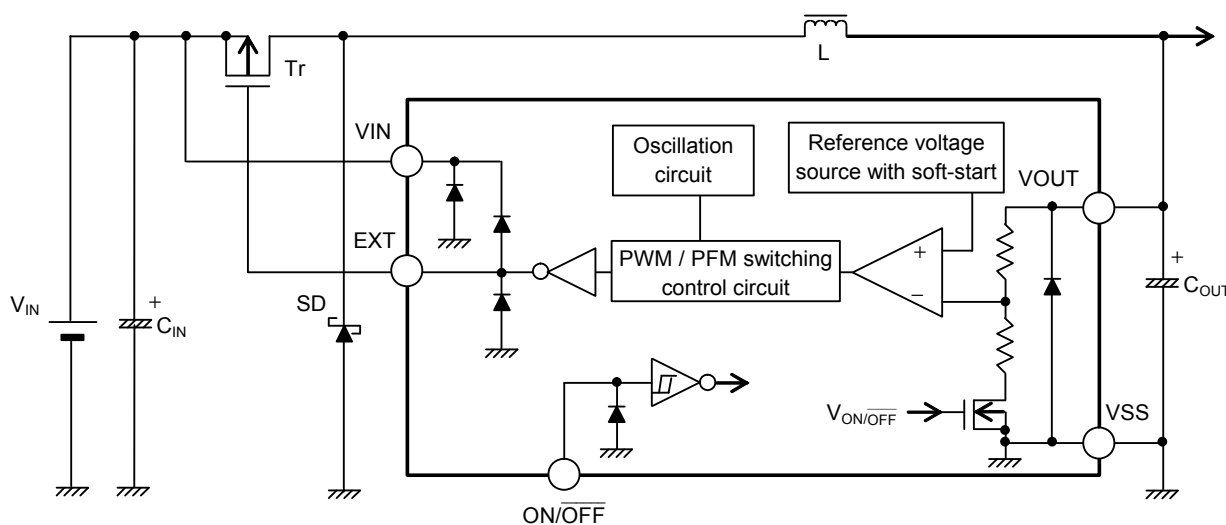 Tr
L
VIN
Oscillation
circuit
Reference voltage
source with soft-start
VOUT
EXT
PWM / PFM switching
control circuit
+
−
VIN
+
CIN
SD
+
COUT
VON/OFF
VSS
ON/OFF